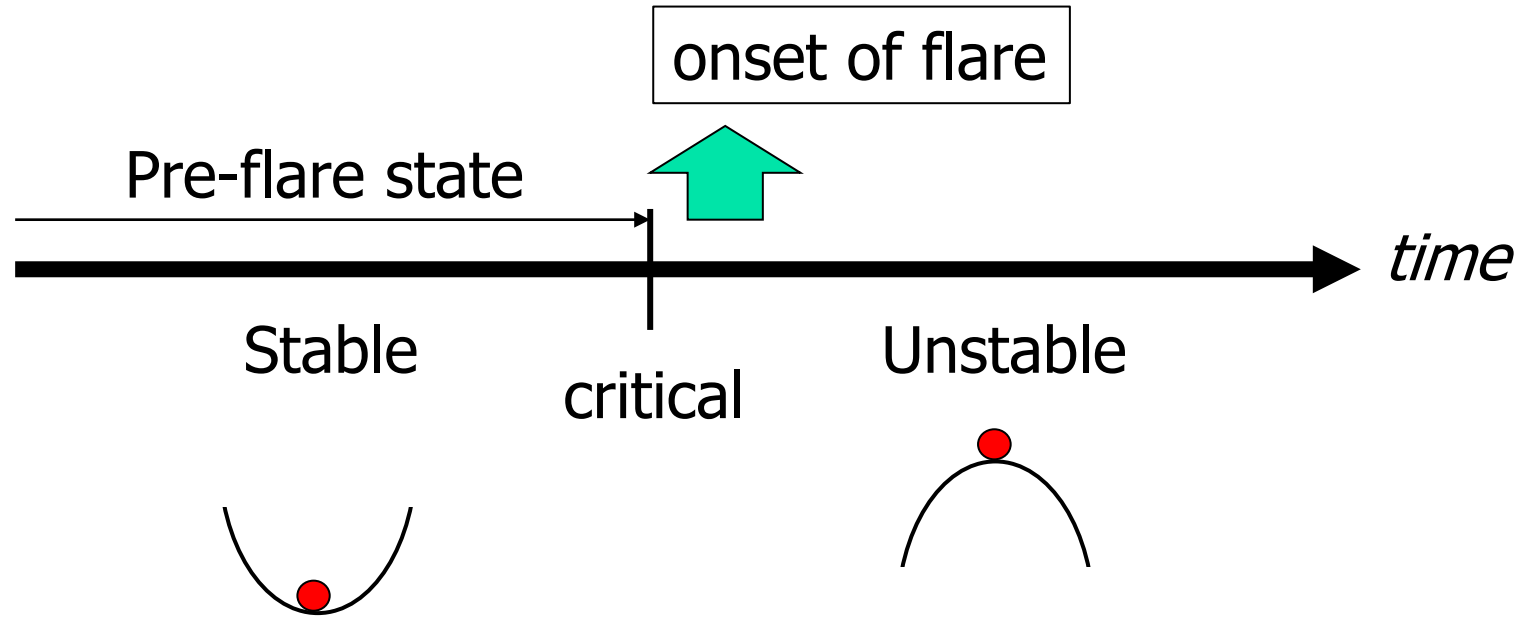 onset of flare
Pre-flare state
time
Stable
Unstable
critical